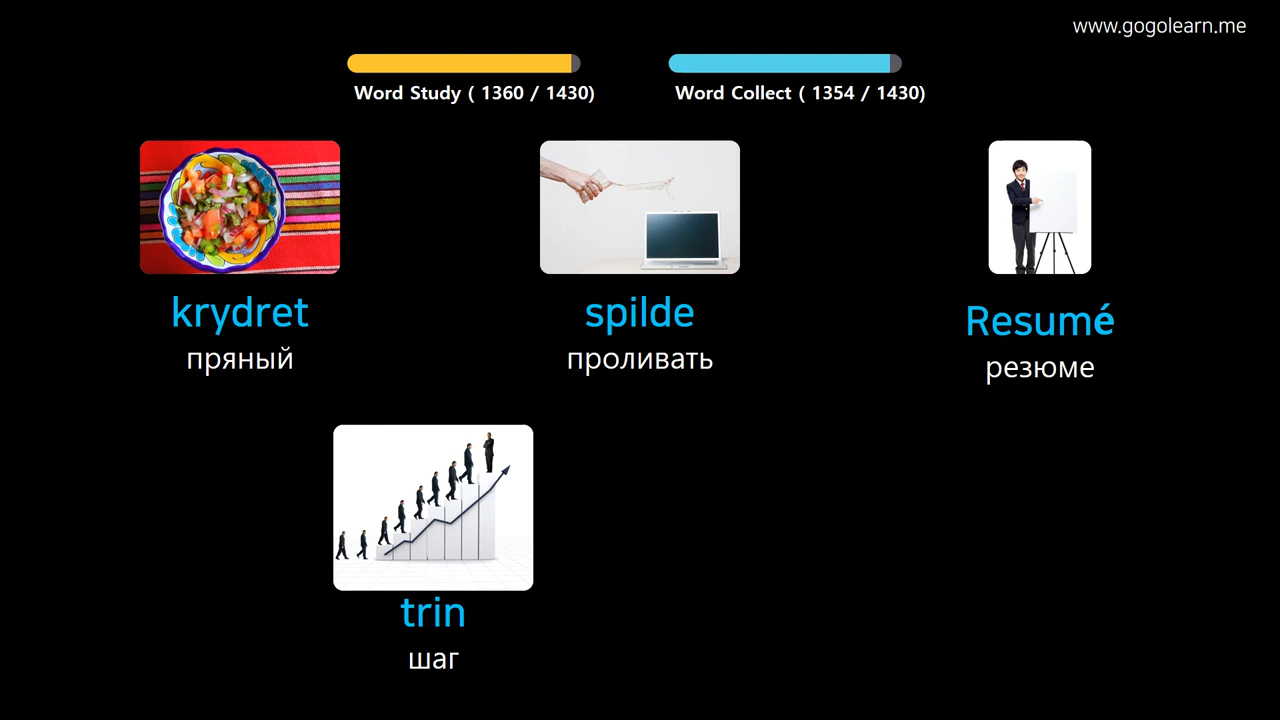 www.gogolearn.me
Word Study ( 1360 / 1430)
Word Collect ( 1354 / 1430)
krydret
пряный
spilde
проливать
Resumé
резюме
trin
шаг